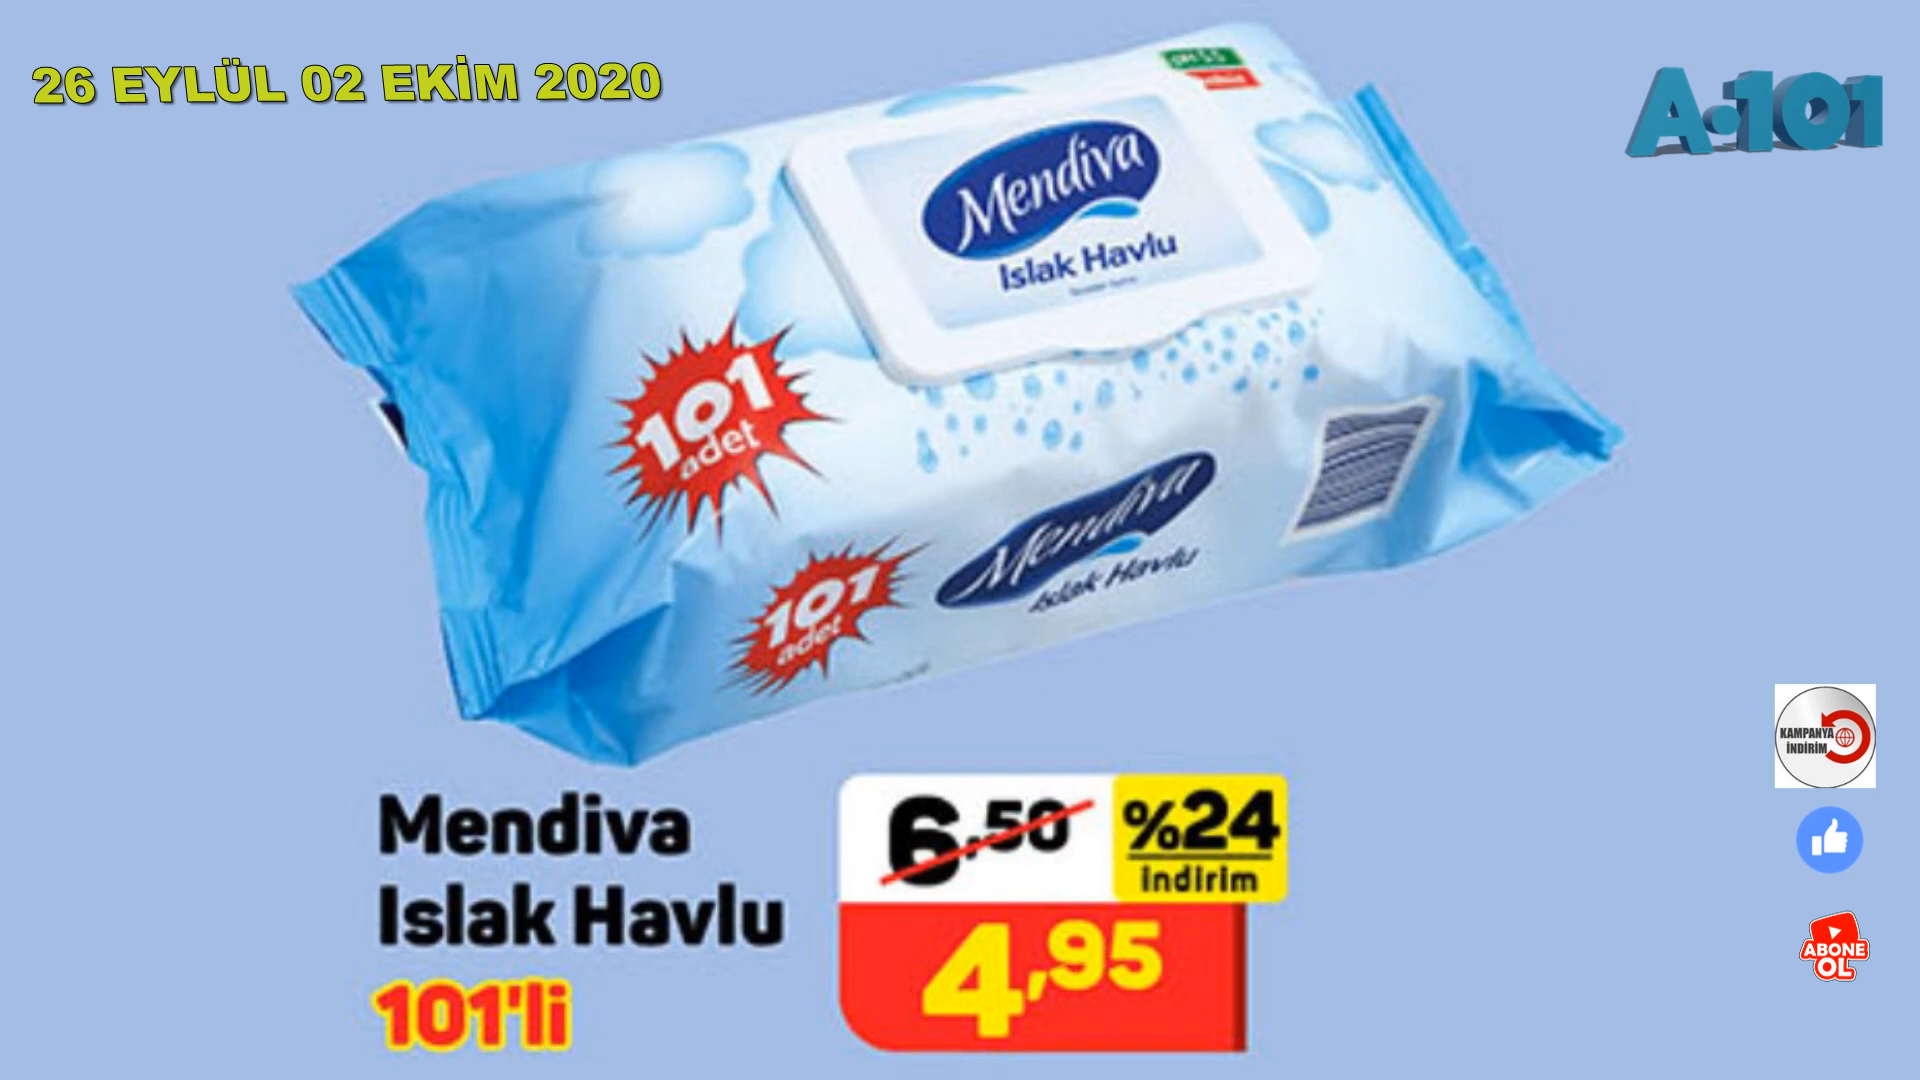 26 EYLÜL 02 EKİM 2020
A•101
Mendiva
Islak Havlu
101
adet
Mendiva
Islak Havlu
101
adet
KAMPANYA
İNDİRİM
Mendiva
Islak Havlu
101'li
6,50
%24
indirim
4,95
ABONE
OL